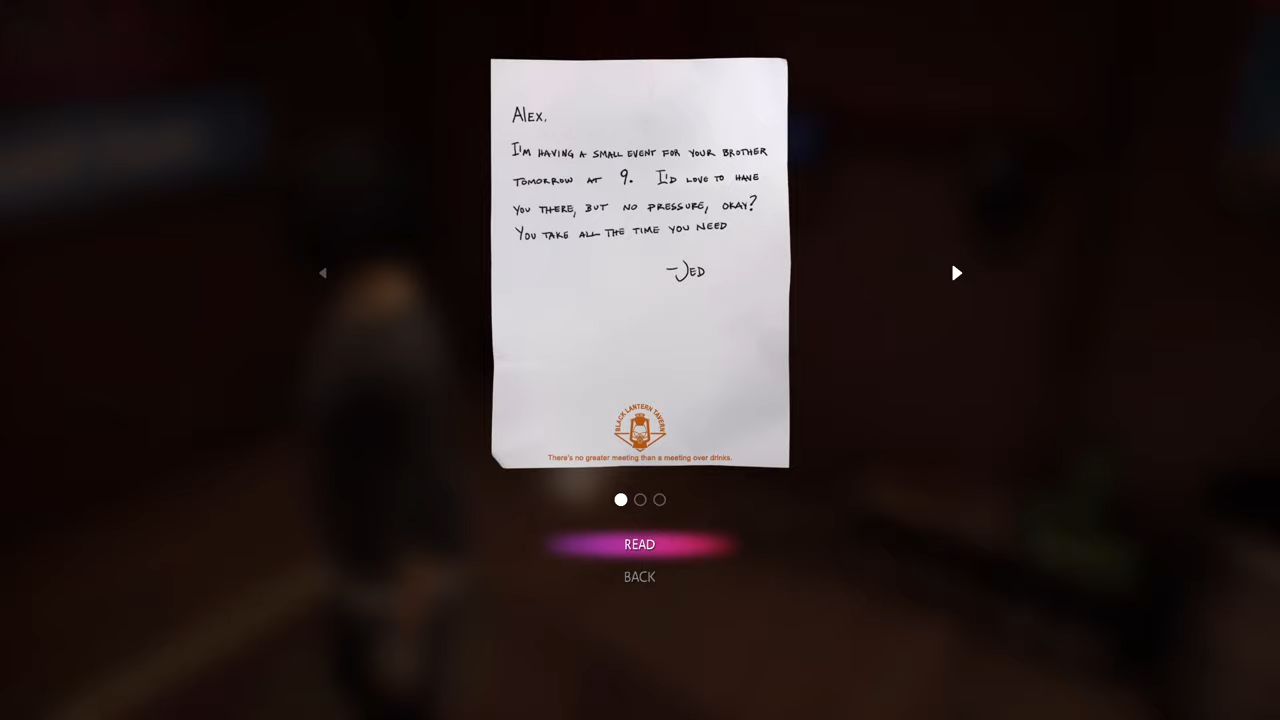 Alex,
I'm having a small event for your brother
tomorrow at 9. I'd love to have
you there, but no pressure, okay?
You take all the time you need
-Jed
BLACK LANTERN TAVERN
There's no greater meeting than a meeting over drinks.
READ
BACK